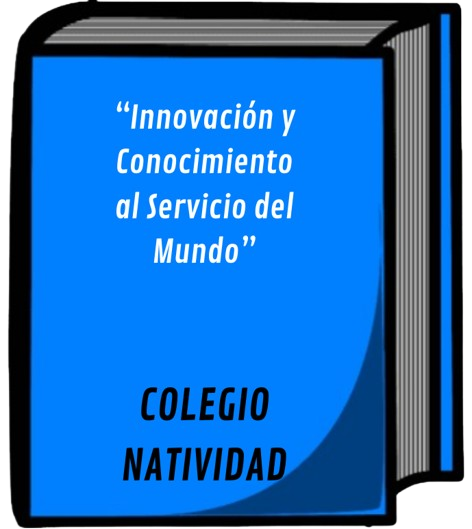 “Innovación y
Conocimiento
al Servicio del
Mundo”
COLEGIO
NATIVIDAD